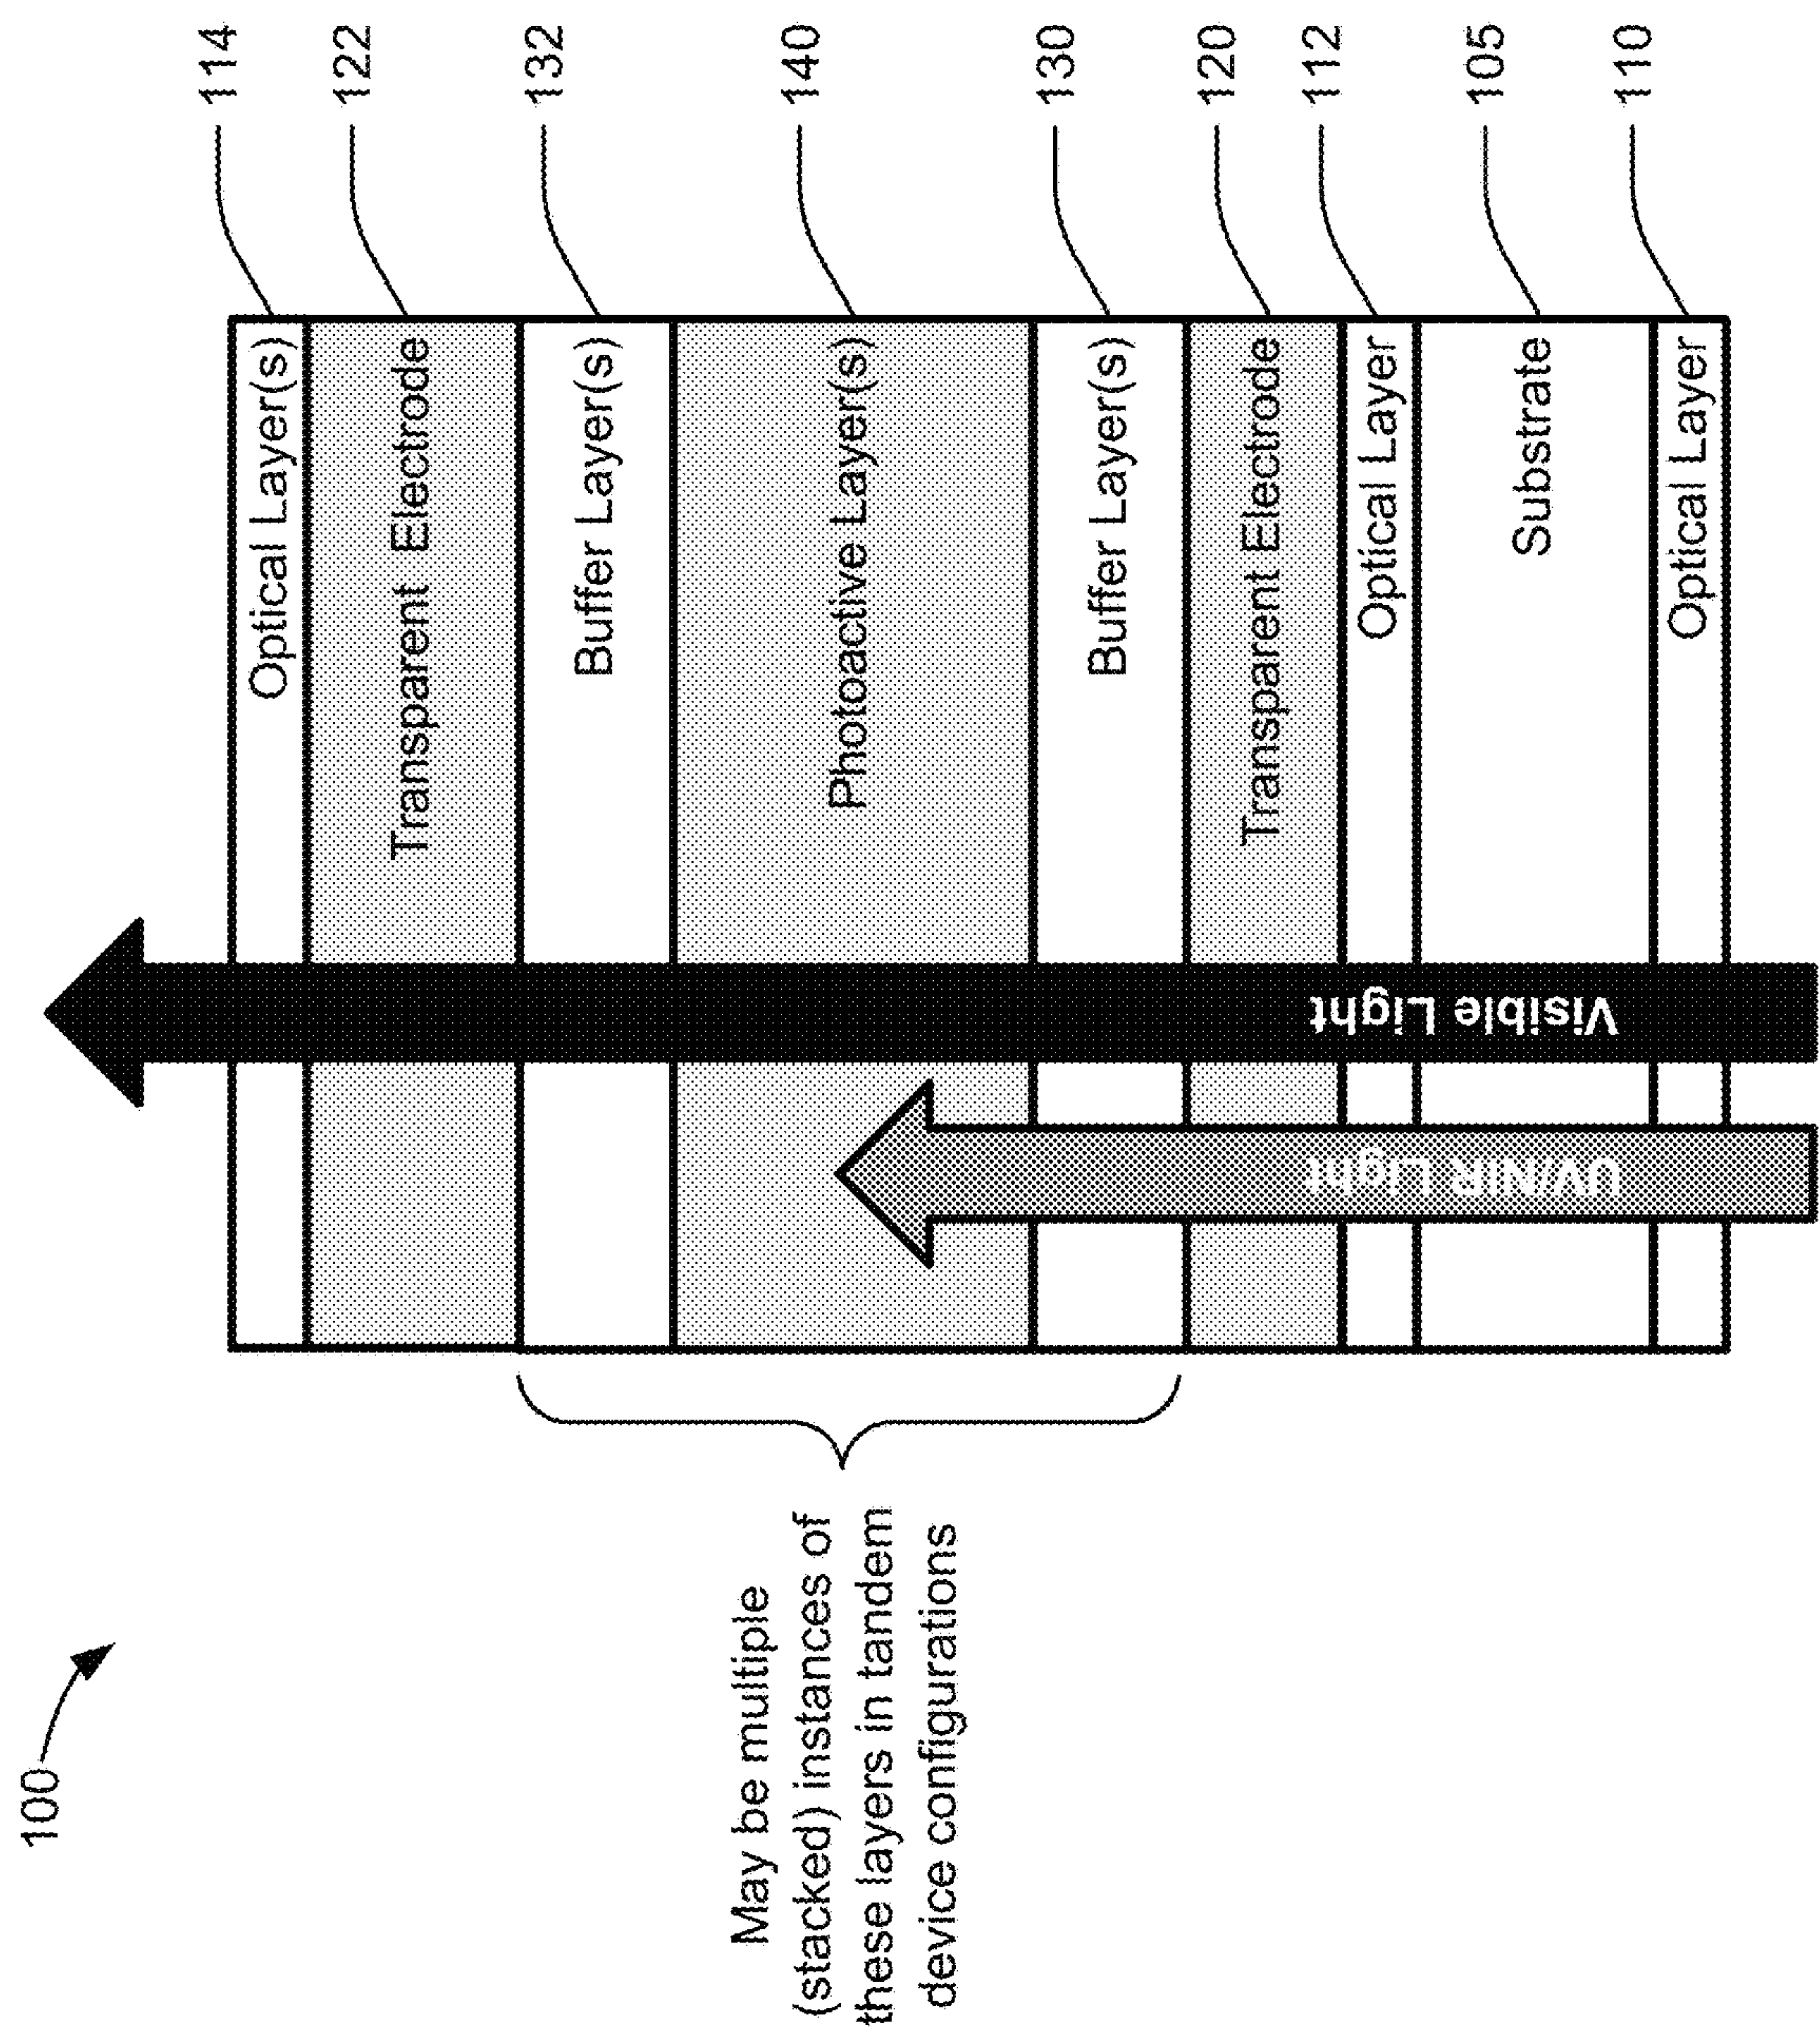 100
114
Optical Layer(s)
122
Transparent Electrode
132
Buffer Layer(s)
140
Photoactive Layer(s)
130
Buffer Layer(s)
120
Transparent Electrode
112
Optical Layer
105
Substrate
110
Optical Layer
Visible Light
UV/NIR Light
May be multiple
(stacked) instances of
these layers in tandem
device configurations